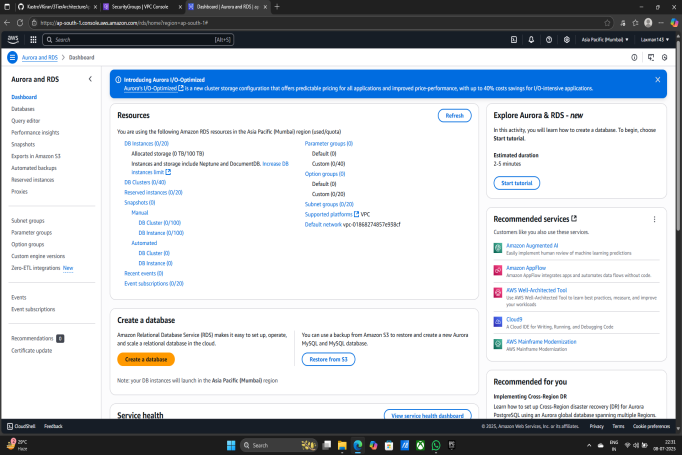 KastroVKiran/3TierArchitecture/a
SecurityGroups | VPC Console
Dashboard | Aurora and RDS | ap
https://ap-south-1.console.aws.amazon.com/rds/home?region=ap-south-1#
aws
Search
[Alt+S]
Asia Pacific (Mumbai)
Laxman143
Aurora and RDS
Dashboard
Aurora and RDS
Dashboard
Databases
Query editor
Performance insights
Snapshots
Exports in Amazon S3
Automated backups
Reserved instances
Proxies
Subnet groups
Parameter groups
Option groups
Custom engine versions
Zero-ETL integrations New
Events
Event subscriptions
Recommendations 0
Certificate update
Introducing Aurora I/O-Optimized
Aurora's I/O-Optimized is a new cluster storage configuration that offers predictable pricing for all applications and improved price-performance, with up to 40% costs savings for I/O-intensive applications.
Resources
Refresh
You are using the following Amazon RDS resources in the Asia Pacific (Mumbai) region (used/quota)
DB Instances (0/20)
Allocated storage (0 TB/100 TB)
Instances and storage include Neptune and DocumentDB. Increase DB
instances limit
DB Clusters (0/40)
Reserved instances (0/20)
Snapshots (0)
Manual
DB Cluster (0/100)
DB Instance (0/100)
Automated
DB Cluster (0)
DB Instance (0)
Recent events (0)
Event subscriptions (0/20)
Parameter groups (0)
Default (0)
Custom (0/40)
Option groups (0)
Default (0)
Custom (0/20)
Subnet groups (0/20)
Supported platforms VPC
Default network vpc-01868274857e938cf
Create a database
Amazon Relational Database Service (RDS) makes it easy to set up, operate,
and scale a relational database in the cloud.
Create a database
You can use a backup from Amazon S3 to restore and create a new Aurora
MySQL and MySQL database.
Restore from S3
Note: your DB instances will launch in the Asia Pacific (Mumbai) region
Service health
View service health dashboard
Explore Aurora & RDS - new
In this activity, you will learn how to create a database. To begin, choose
Start tutorial.
Estimated duration
2-5 minutes
Start tutorial
Recommended services
Customers like you also use these services.
Amazon Augmented AI
Easily implement human review of machine learning predictions
Amazon AppFlow
Amazon AppFlow integrates apps and automates data flows without code
AWS Well-Architected Tool
Use AWS Well-Architected Tool to learn best practices, measure, and improve
your workloads
Cloud9
A Cloud IDE for Writing, Running, and Debugging Code
AWS Mainframe Modernization
AWS Mainframe Modernization
Recommended for you
Implementing Cross-Region DR
Learn how to set up Cross-Region disaster recovery (DR) for Aurora
PostgreSQL using an Aurora global database spanning multiple Regions.
CloudShell
Feedback
© 2025, Amazon Web Services, Inc. or its affiliates.
Privacy
Terms
Cookie preferences
29°C
Haze
Search
ENG
IN
22:31
08-07-2025